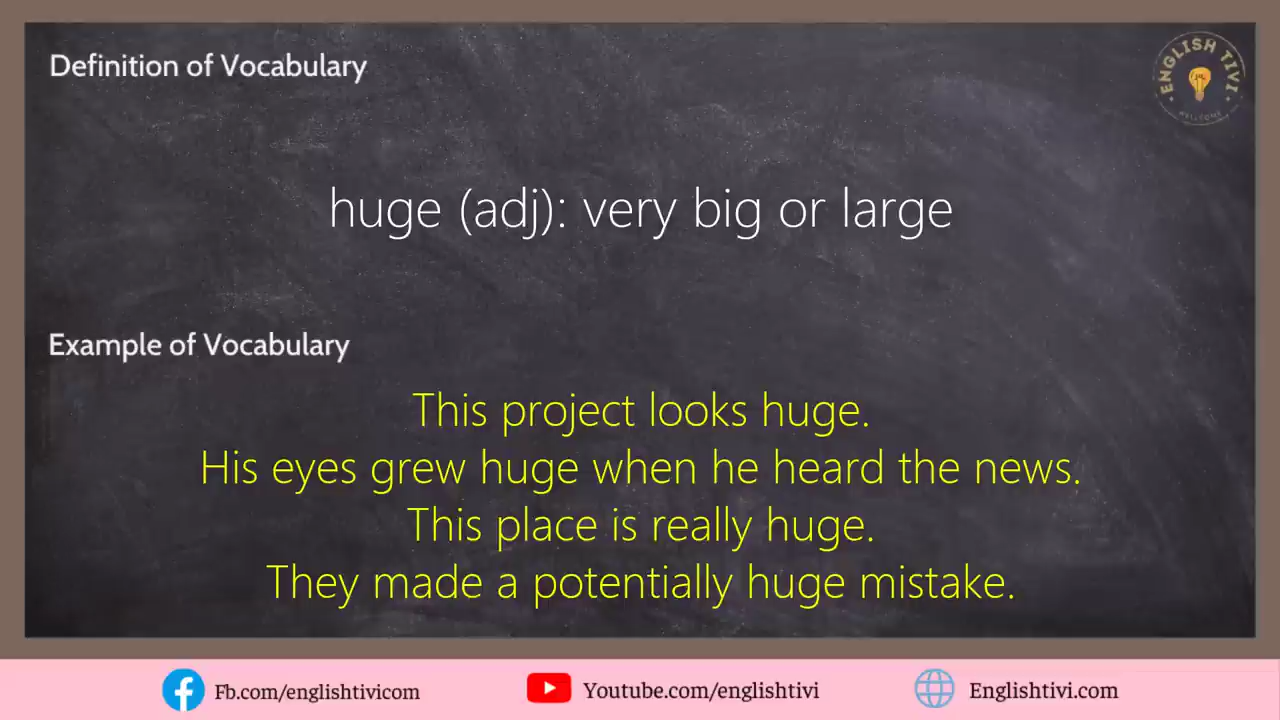 Definition of Vocabulary
ENGLISH TIVI
WELCOME
huge (adj): very big or large
Example of Vocabulary
This project looks huge.
His eyes grew huge when he heard the news.
This place is really huge.
They made a potentially huge mistake.
Fb.com/englishtivicom
Youtube.com/englishtivi
Englishtivi.com